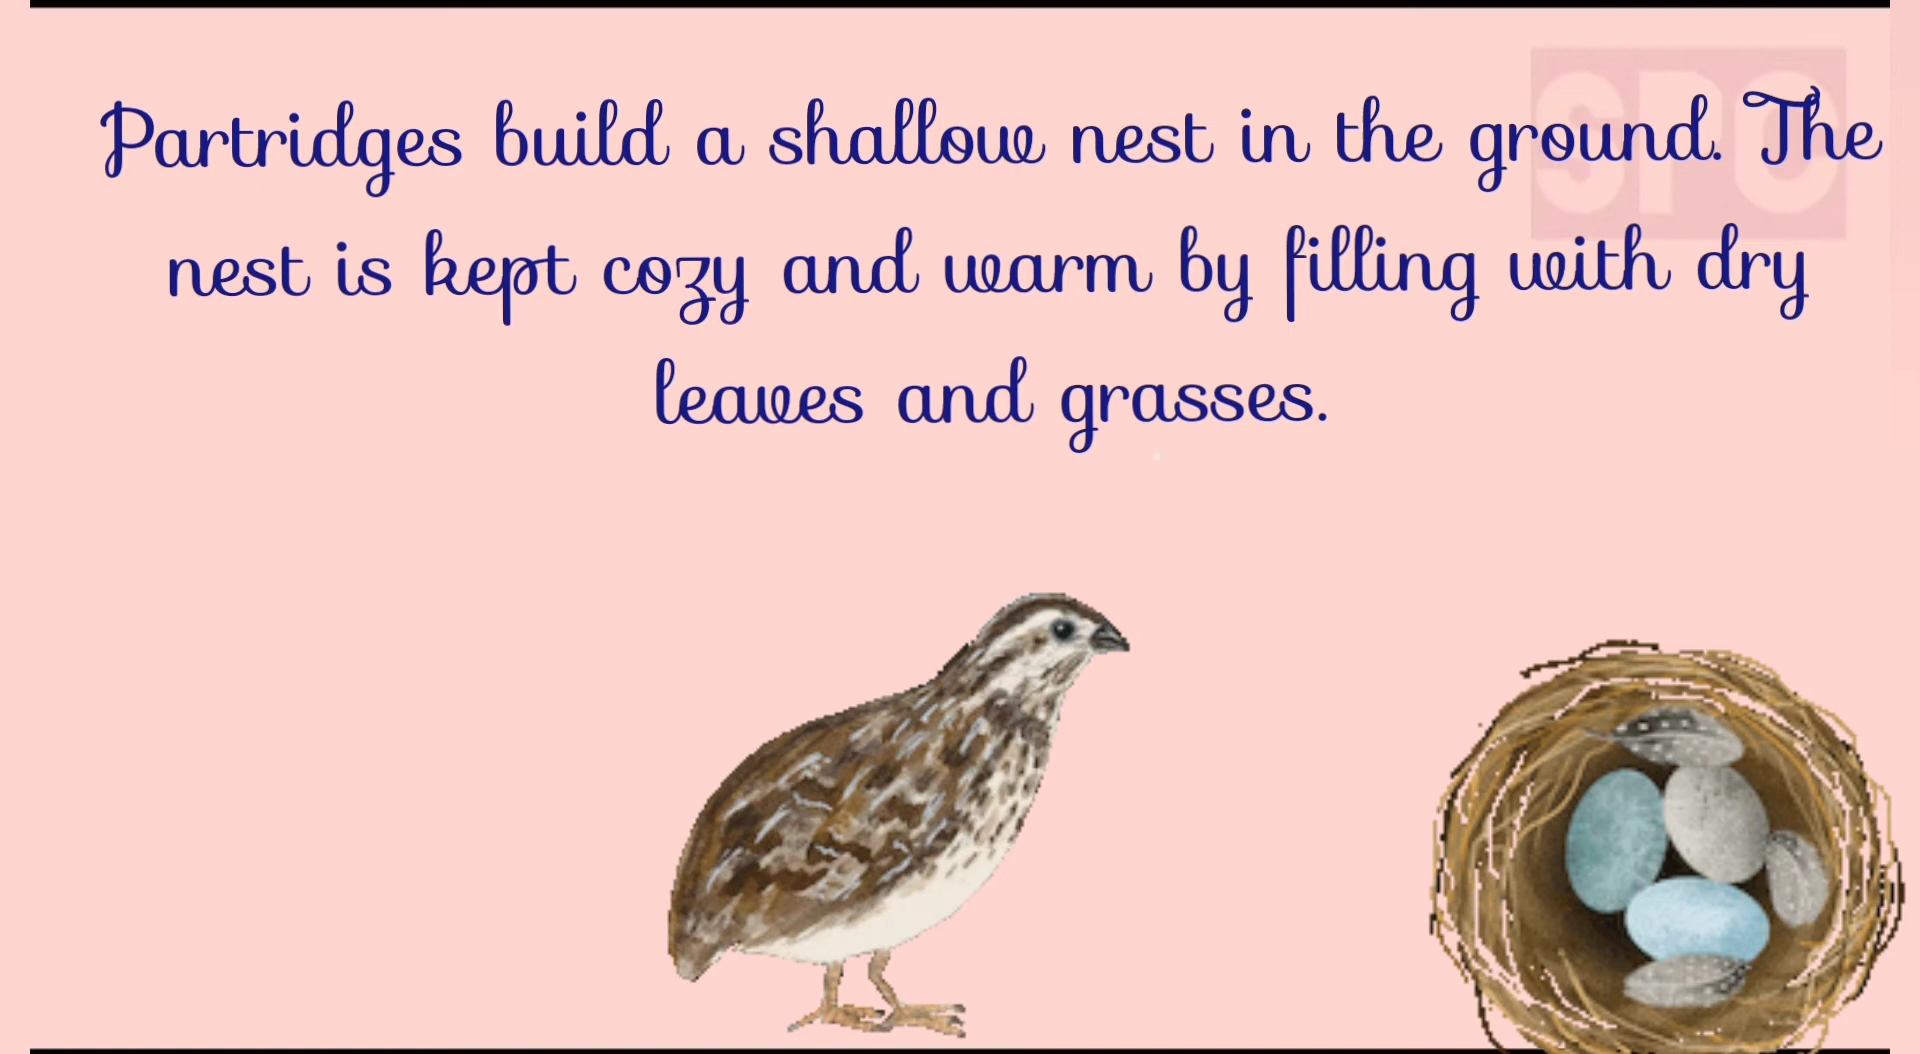 SPO
Partridges build a shallow nest in the ground. The
nest is kept cozy and warm by filling with dry
leaves and grasses.